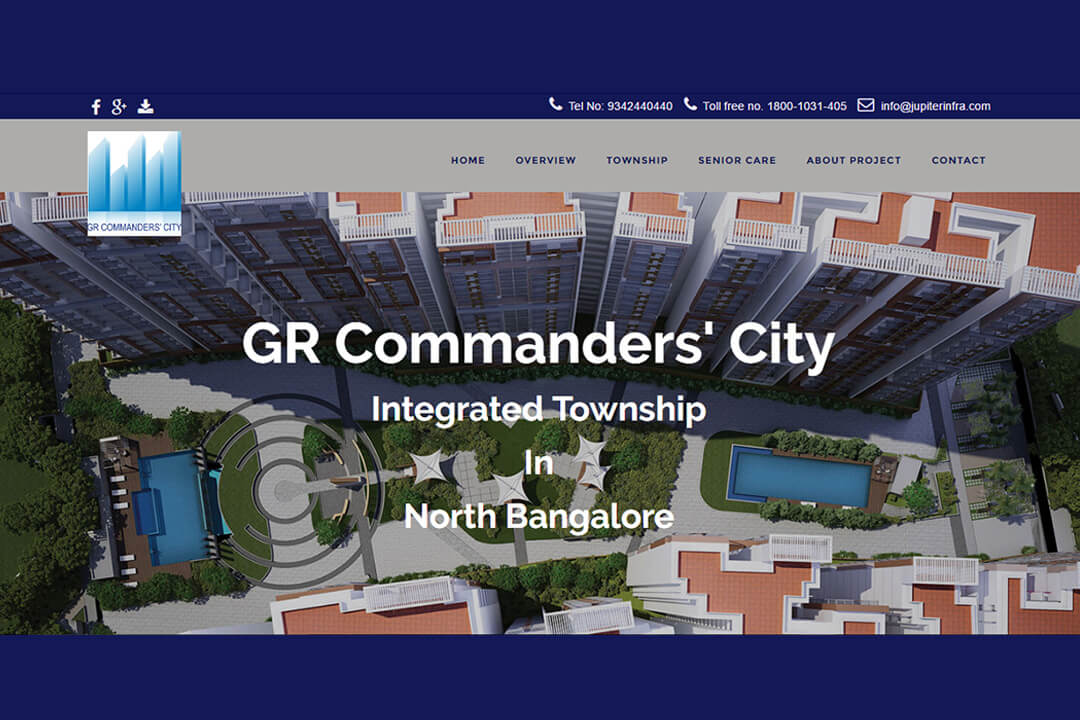 Tel No: 9342440440 Toll free no. 1800-1031-405 info@jupiterinfra.com
GR COMMANDERS' CITY
HOME OVERVIEW TOWNSHIP SENIOR CARE ABOUT PROJECT CONTACT
GR Commanders' City
Integrated Township
In
North Bangalore